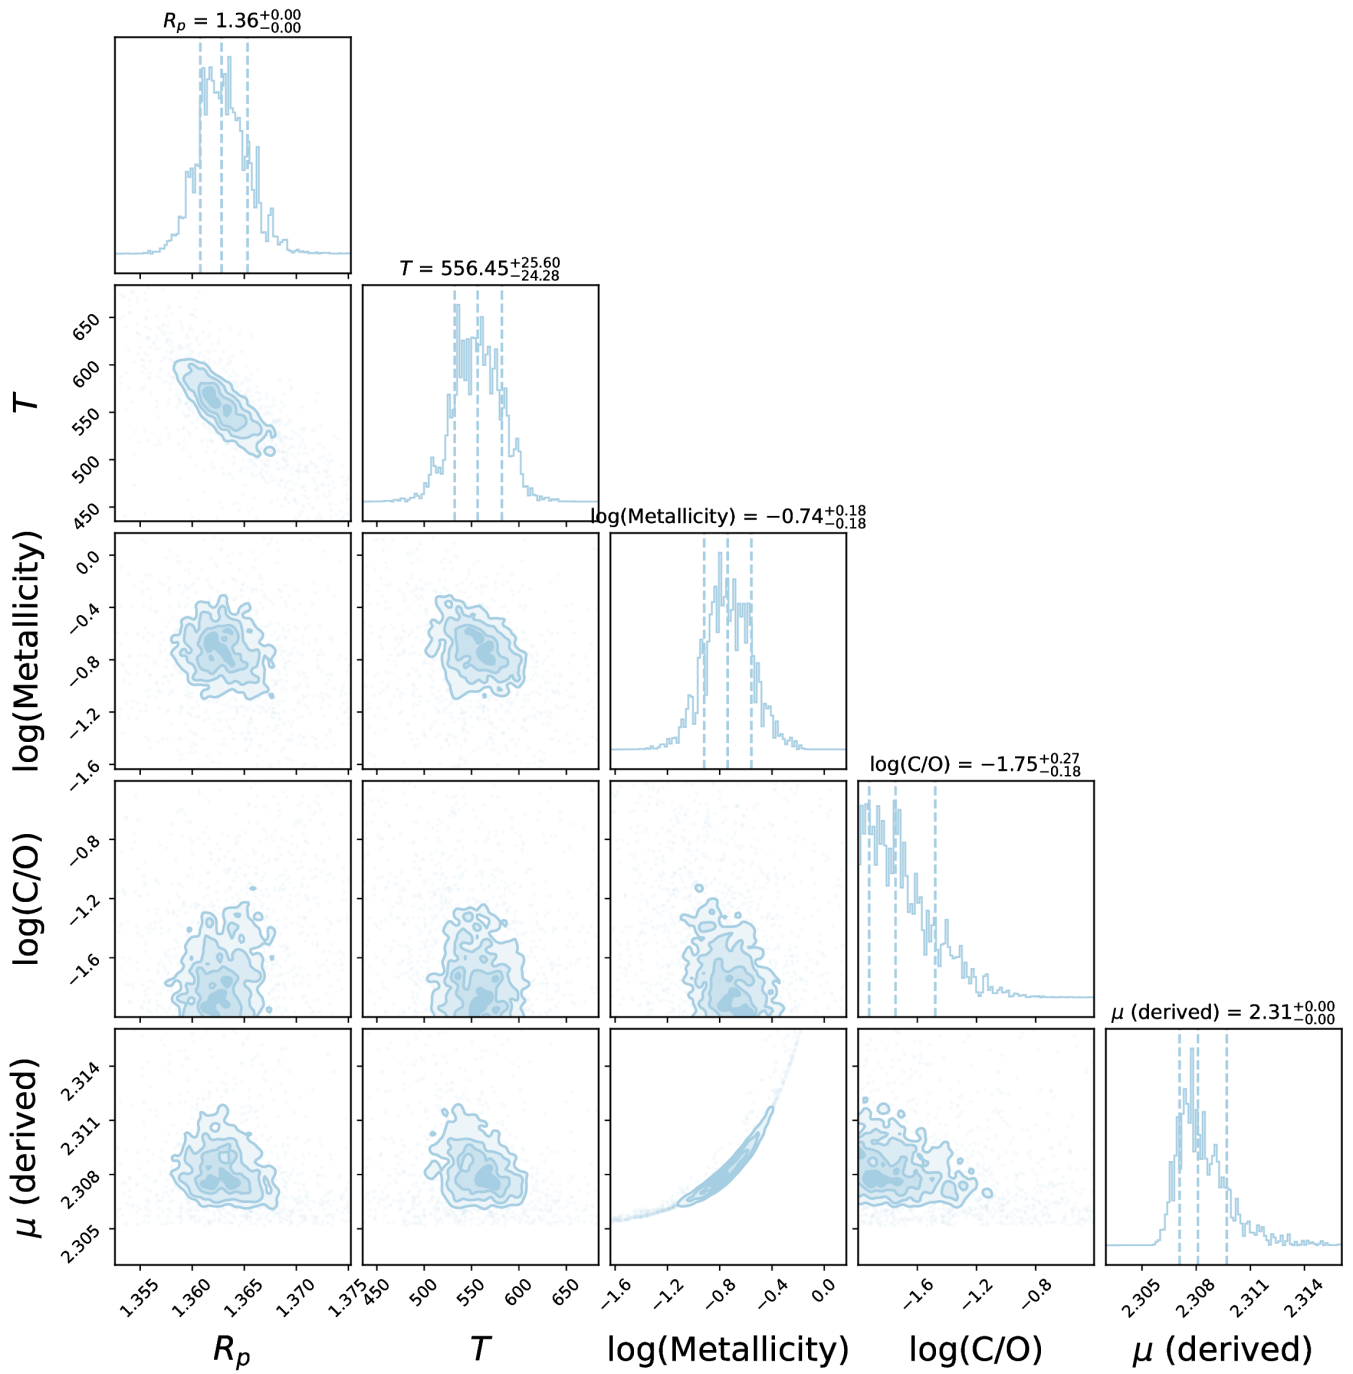 R_p = 1.36^{+0.00}_{−0.00}
T = 556.45^{+25.60}_{−24.28}
650
600
550
500
450
T
log(Metallicity) = −0.74^{+0.18}_{−0.18}
0.0
−0.4
−0.8
−1.2
−1.6
log(Metallicity)
log(C/O) = −1.75^{+0.27}_{−0.18}
−0.8
−1.2
−1.6
log(C/O)
μ (derived) = 2.31^{+0.00}_{−0.00}
2.314
2.311
2.308
2.305
μ (derived)
1.355 1.360 1.365 1.370 1.375 450 500 550 600 650 −1.6 −1.2 −0.8 −0.4 0.0 −1.6 −1.2 −0.8 2.305 2.308 2.311 2.314
R_p T log(Metallicity) log(C/O) μ (derived)